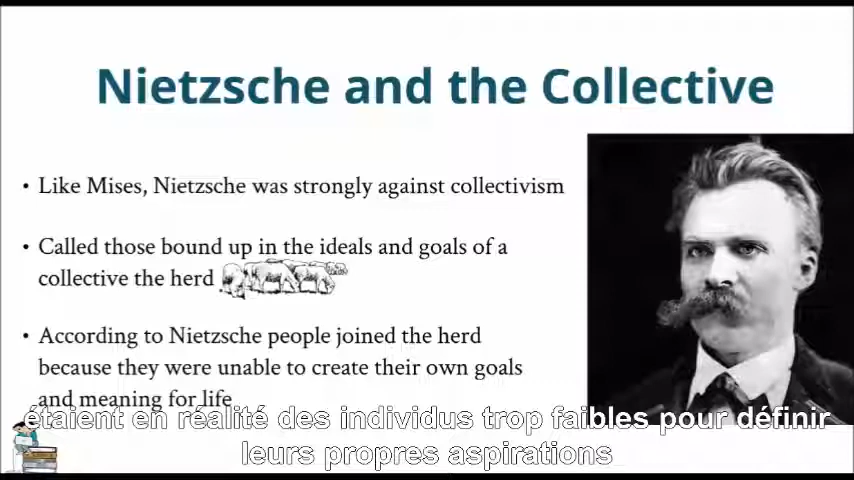 Nietzsche and the Collective
• Like Mises, Nietzsche was strongly against collectivism
• Called those bound up in the ideals and goals of a
collective the herd
• According to Nietzsche people joined the herd
because they were unable to create their own goals
and meaning for life
étaient en réalité des individus trop faibles pour définir
leurs propres aspirations